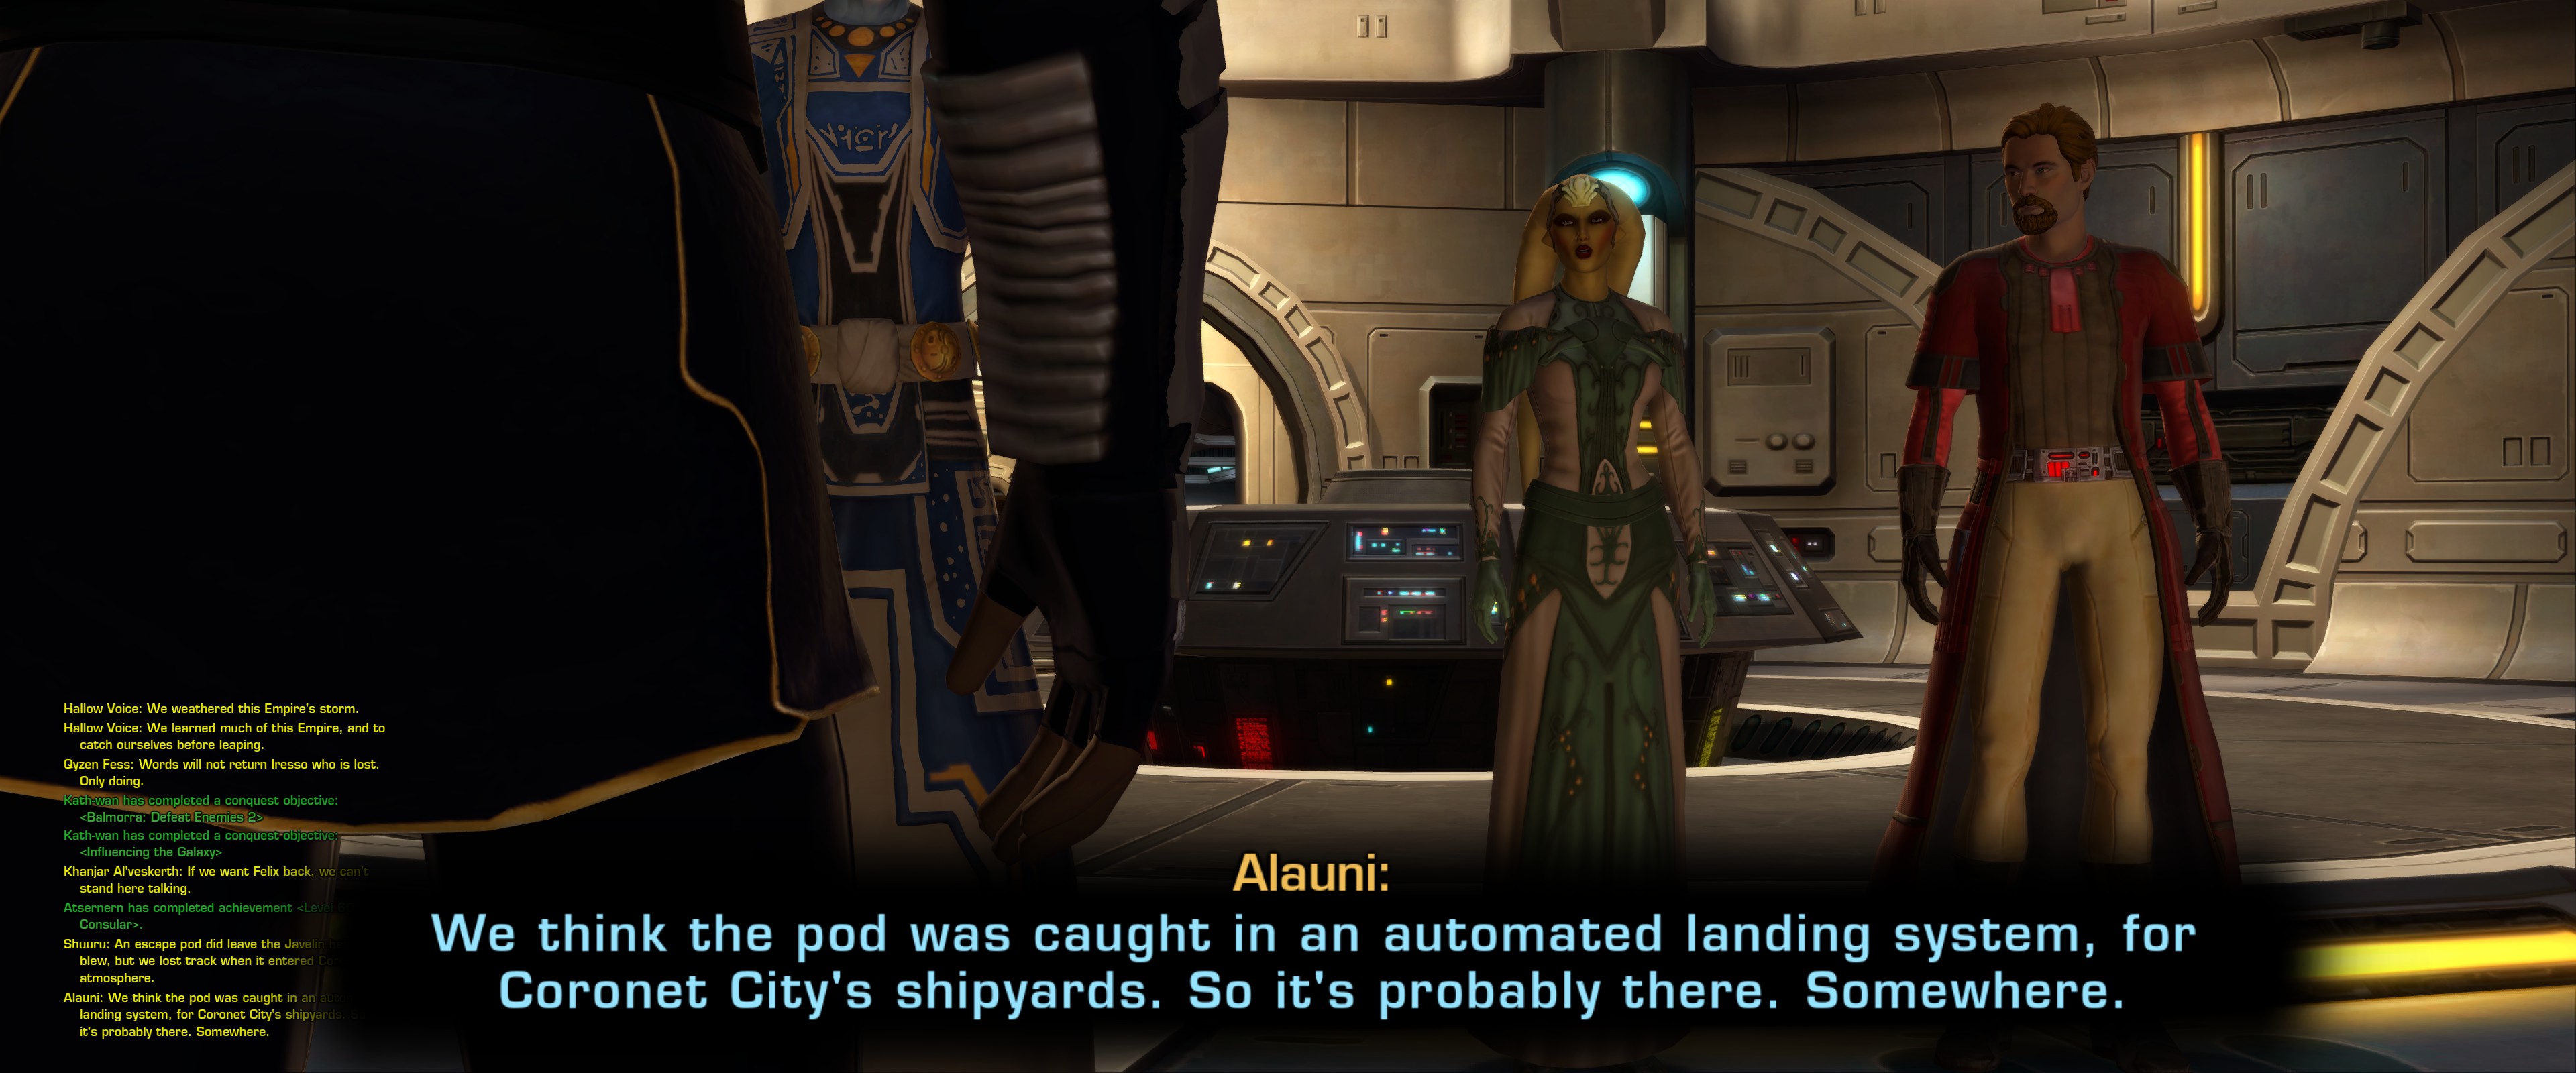 Hallow Voice: We weathered this Empire's storm.
Hallow Voice: We learned much of this Empire, and to
catch ourselves before leaping.
Qyzen Fess: Words will not return Iresso who is lost.
Only doing.
Kath-wan has completed a conquest objective:
<Balmorra: Defeat Enemies 2>
Kath-wan has completed a conquest objective:
<Influencing the Galaxy>
Khanjar Al'veskerth: If we want Felix back, we can't
stand here talking.
Atsernern has completed achievement <Level
Consular>.
Shuuru: An escape pod did leave the Javelin
blew, but we lost track when it entered
atmosphere.
Alauni: We think the pod was caught in an
landing system, for Coronet City's shipyards.
it's probably there. Somewhere.
Alauni:
We think the pod was caught in an automated landing system, for
Coronet City's shipyards. So it's probably there. Somewhere.